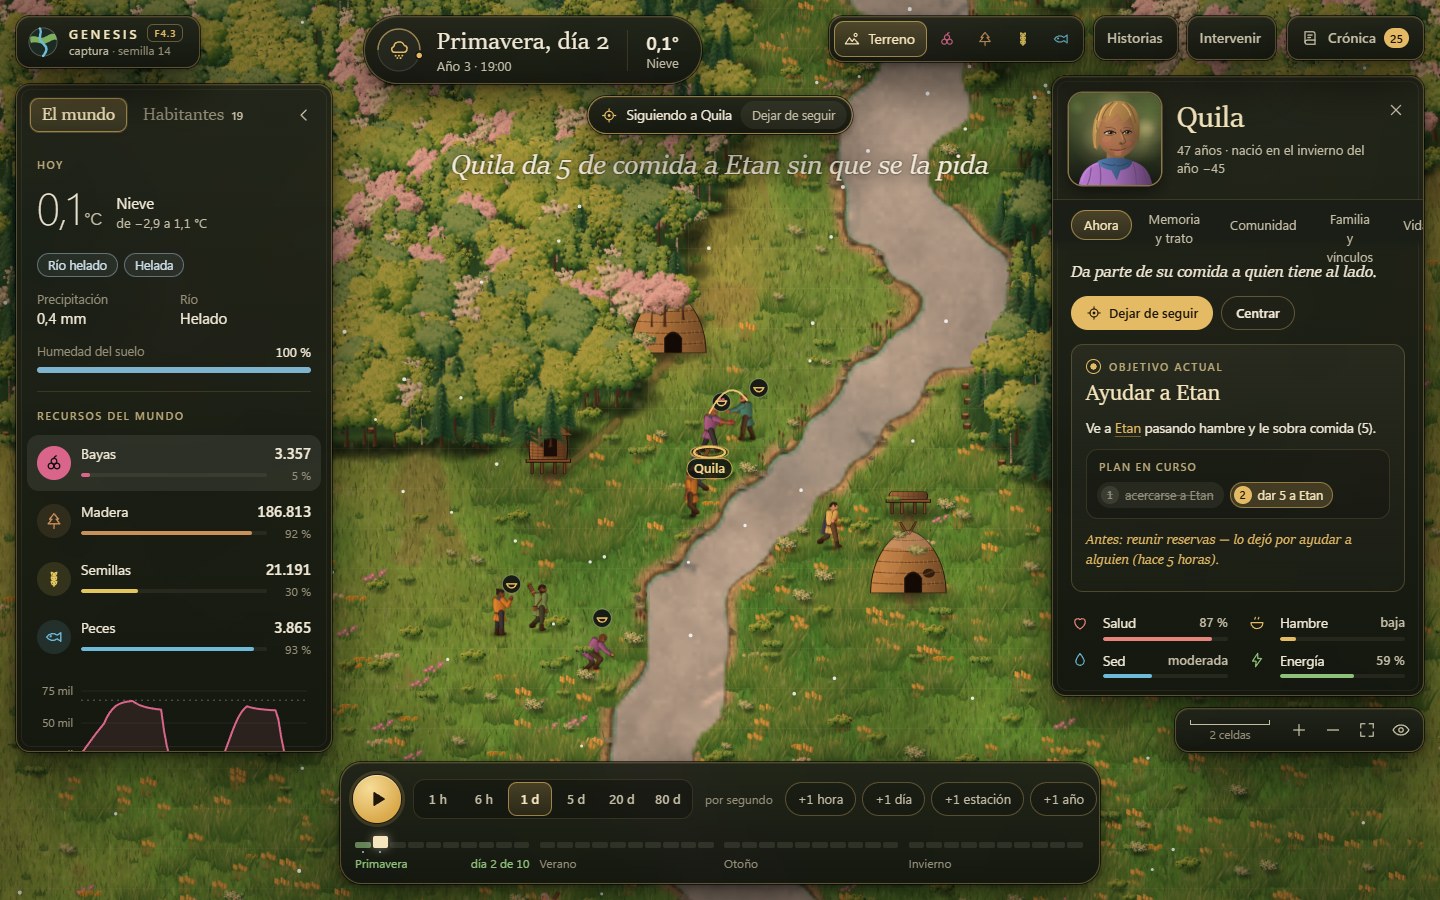 GENESIS F4.3
captura · semilla 14
Primavera, día 2
Año 3 · 19:00
0,1°
Nieve
Terreno
Historias
Intervenir
Crónica 25
El mundo
Habitantes 19
HOY
0,1 °C
Nieve
de −2,9 a 1,1 °C
Río helado
Helada
Precipitación
0,4 mm
Río
Helado
Humedad del suelo 100 %
RECURSOS DEL MUNDO
Bayas 3.357
5 %
Madera 186.813
92 %
Semillas 21.191
30 %
Peces 3.865
93 %
75 mil
50 mil
Siguiendo a Quila Dejar de seguir
Quila da 5 de comida a Etan sin que se la pida
Quila
Quila
47 años · nació en el invierno del
año −45
Ahora
Memoria
y trato
Comunidad
Familia
y
vínculos
Da parte de su comida a quien tiene al lado.
Dejar de seguir
Centrar
OBJETIVO ACTUAL
Ayudar a Etan
Ve a Etan pasando hambre y le sobra comida (5).
PLAN EN CURSO
1 acercarse a Etan
2 dar 5 a Etan
Antes: reunir reservas — lo dejó por ayudar a
alguien (hace 5 horas).
Salud 87 %
Hambre baja
Sed moderada
Energía 59 %
2 celdas
1 h 6 h 1 d 5 d 20 d 80 d por segundo +1 hora +1 día +1 estación +1 año
Primavera día 2 de 10 Verano Otoño Invierno